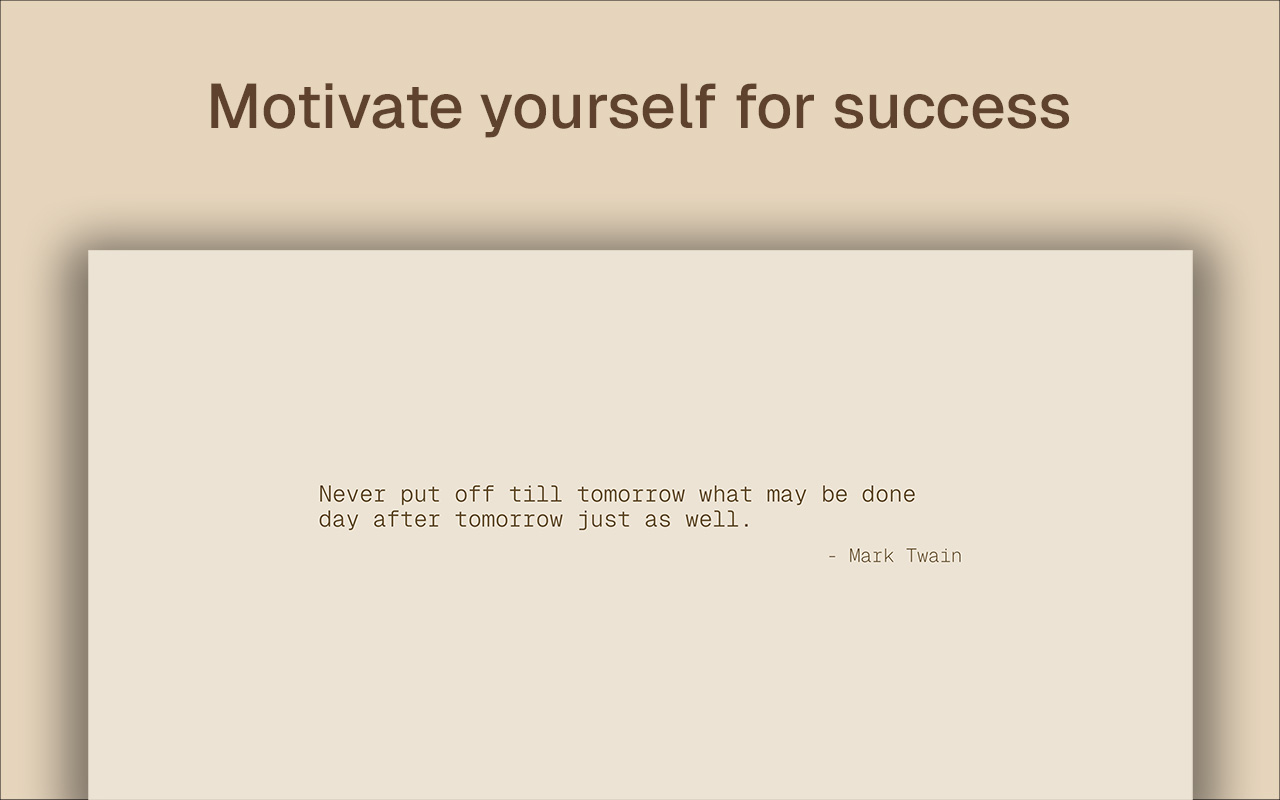 Motivate yourself for success
Never put off till tomorrow what may be done
day after tomorrow just as well.
- Mark Twain